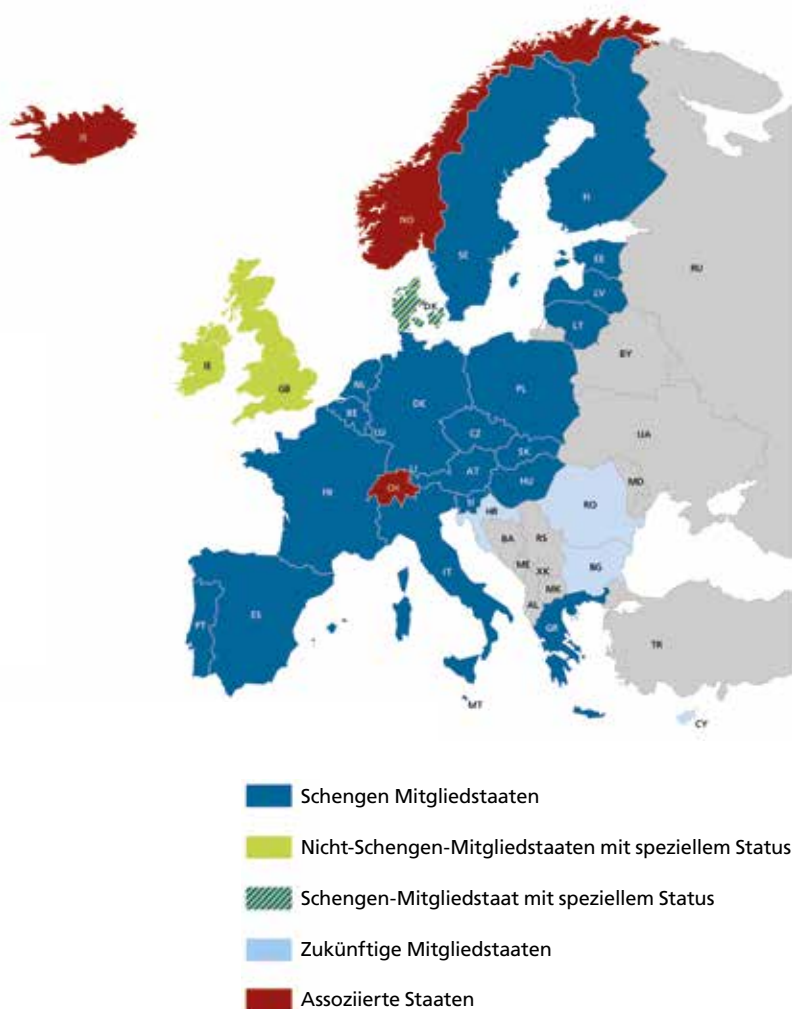 IS
NO
FI
SE
EE
RU
LV
DK
LT
BY
IE
GB
NL
DE
PL
BE
UA
LU
CZ
SK
LI
MD
AT
FR
CH
HU
RO
SI
HR
BA
RS
ME
XK
BG
IT
MK
AL
PT
ES
GR
TR
MT
CY
Schengen Mitgliedstaaten
Nicht-Schengen-Mitgliedstaaten mit speziellem Status
Schengen-Mitgliedstaat mit speziellem Status
Zukünftige Mitgliedstaaten
Assoziierte Staaten